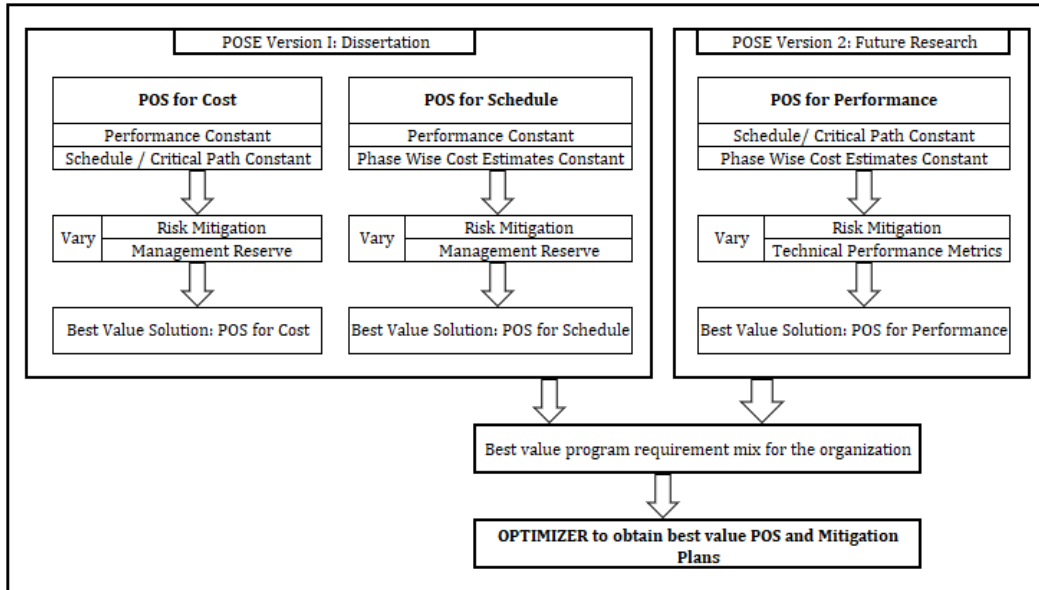 POSE Version I: Dissertation
POS for Cost
Performance Constant
Schedule / Critical Path Constant
Vary
Risk Mitigation
Management Reserve
Best Value Solution: POS for Cost
POS for Schedule
Performance Constant
Phase Wise Cost Estimates Constant
Vary
Risk Mitigation
Management Reserve
Best Value Solution: POS for Schedule
POSE Version 2: Future Research
POS for Performance
Schedule/ Critical Path Constant
Phase Wise Cost Estimates Constant
Vary
Risk Mitigation
Technical Performance Metrics
Best Value Solution: POS for Performance
Best value program requirement mix for the organization
OPTIMIZER to obtain best value POS and Mitigation
Plans